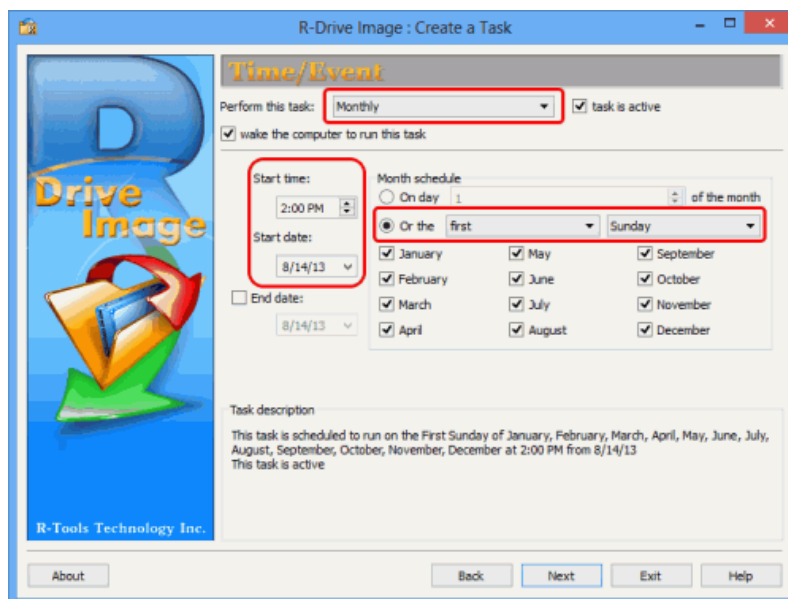 R-Drive Image : Create a Task
Time/Event
Perform this task: Monthly task is active
wake the computer to run this task
Start time:
2:00 PM
Start date:
8/14/13
End date:
8/14/13
Month schedule
On day 1 of the month
Or the first Sunday
January May September
February June October
March July November
April August December
R
Drive
Image
R-Tools Technology Inc.
Task description
This task is scheduled to run on the First Sunday of January, February, March, April, May, June, July,
August, September, October, November, December at 2:00 PM from 8/14/13
This task is active
About Back Next Exit Help